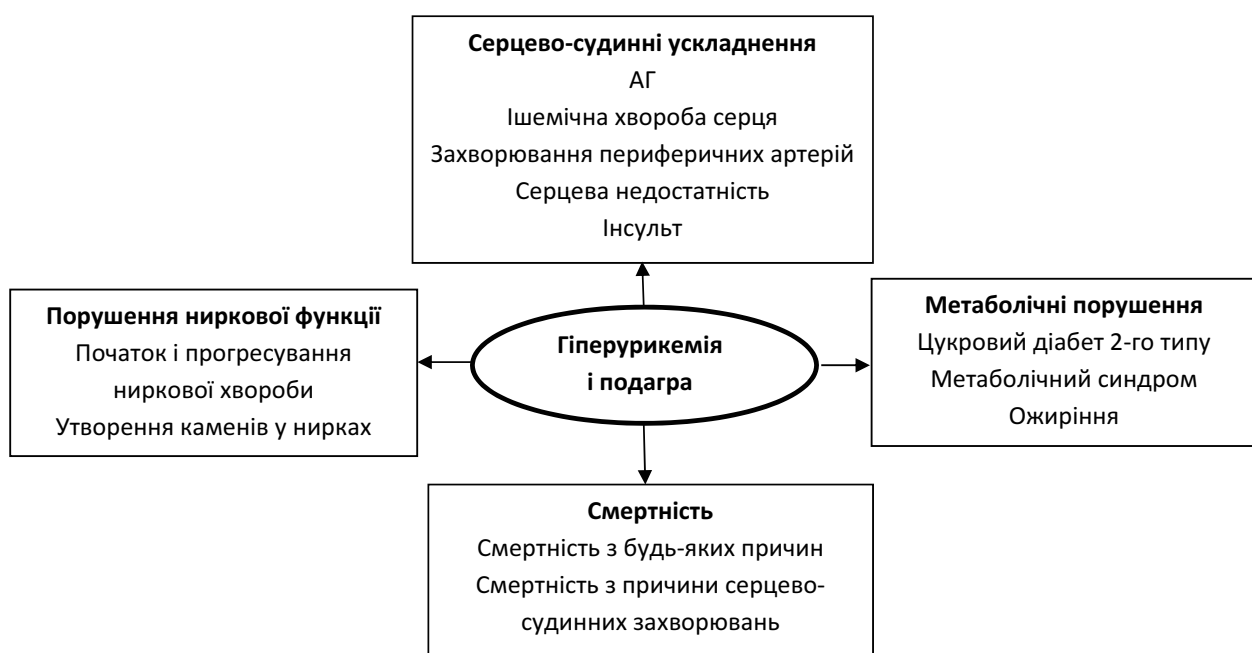 Серцево-судинні ускладнення
АГ
Ішемічна хвороба серця
Захворювання периферичних артерій
Серцева недостатність
Інсульт
Порушення ниркової функції
Початок і прогресування
ниркової хвороби
Утворення каменів у нирках
Гіперурикемія
і подагра
Метаболічні порушення
Цукровий діабет 2-го типу
Метаболічний синдром
Ожиріння
Смертність
Смертність з будь-яких причин
Смертність з причини серцево-
судинних захворювань